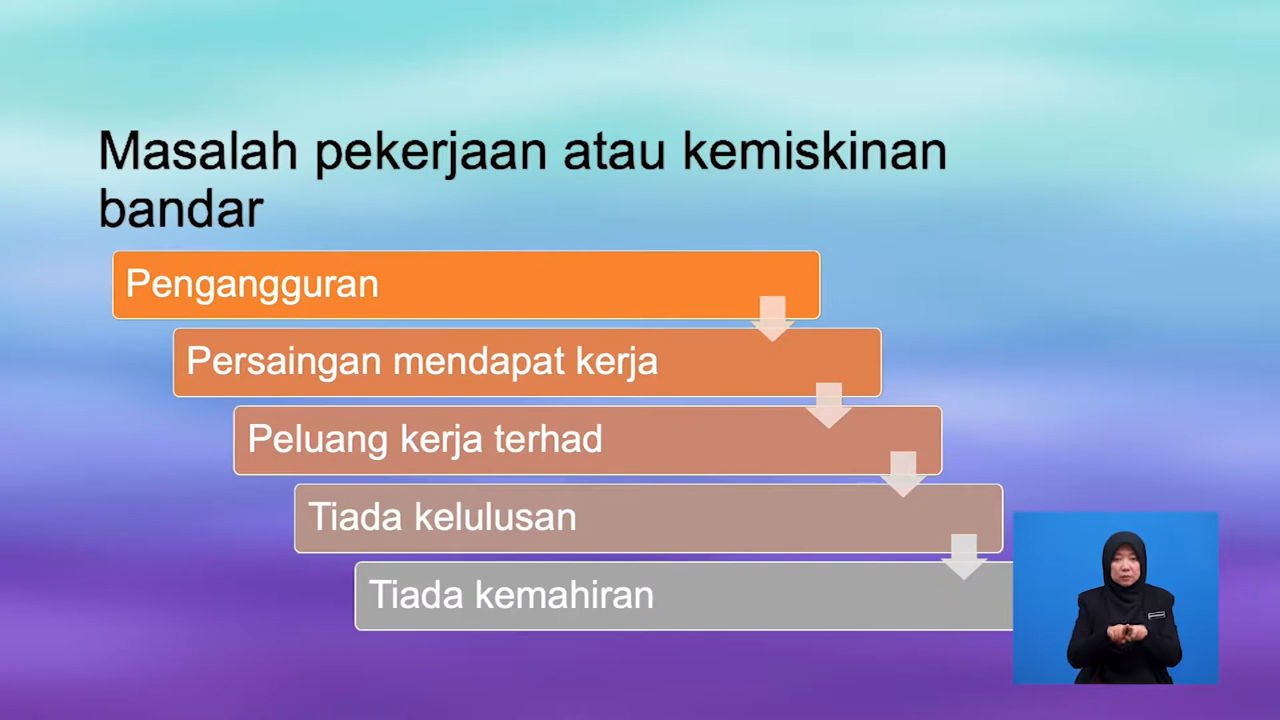 Masalah pekerjaan atau kemiskinan
bandar
Pengangguran
Persaingan mendapat kerja
Peluang kerja terhad
Tiada kelulusan
Tiada kemahiran